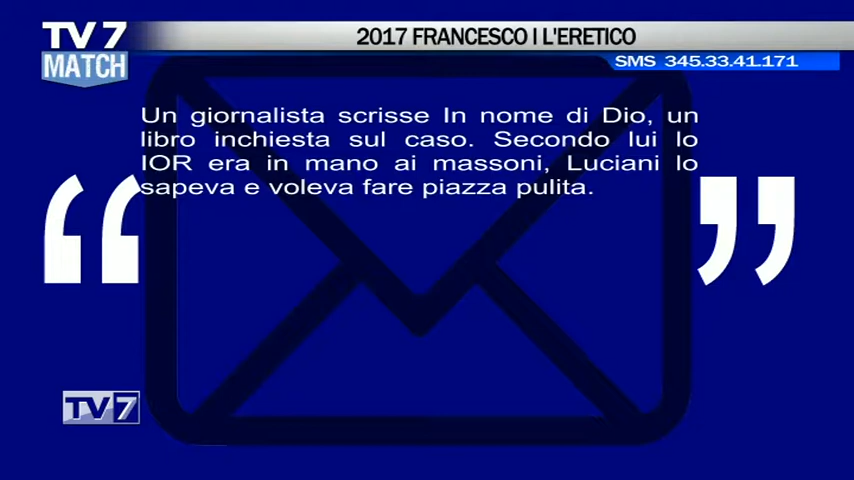 TV7
MATCH
2017 FRANCESCO I L'ERETICO
SMS 345.33.41.171
Un giornalista scrisse In nome di Dio, un
libro inchiesta sul caso. Secondo lui lo
IOR era in mano ai massoni, Luciani lo
sapeva e voleva fare piazza pulita.
“ ”
TV7